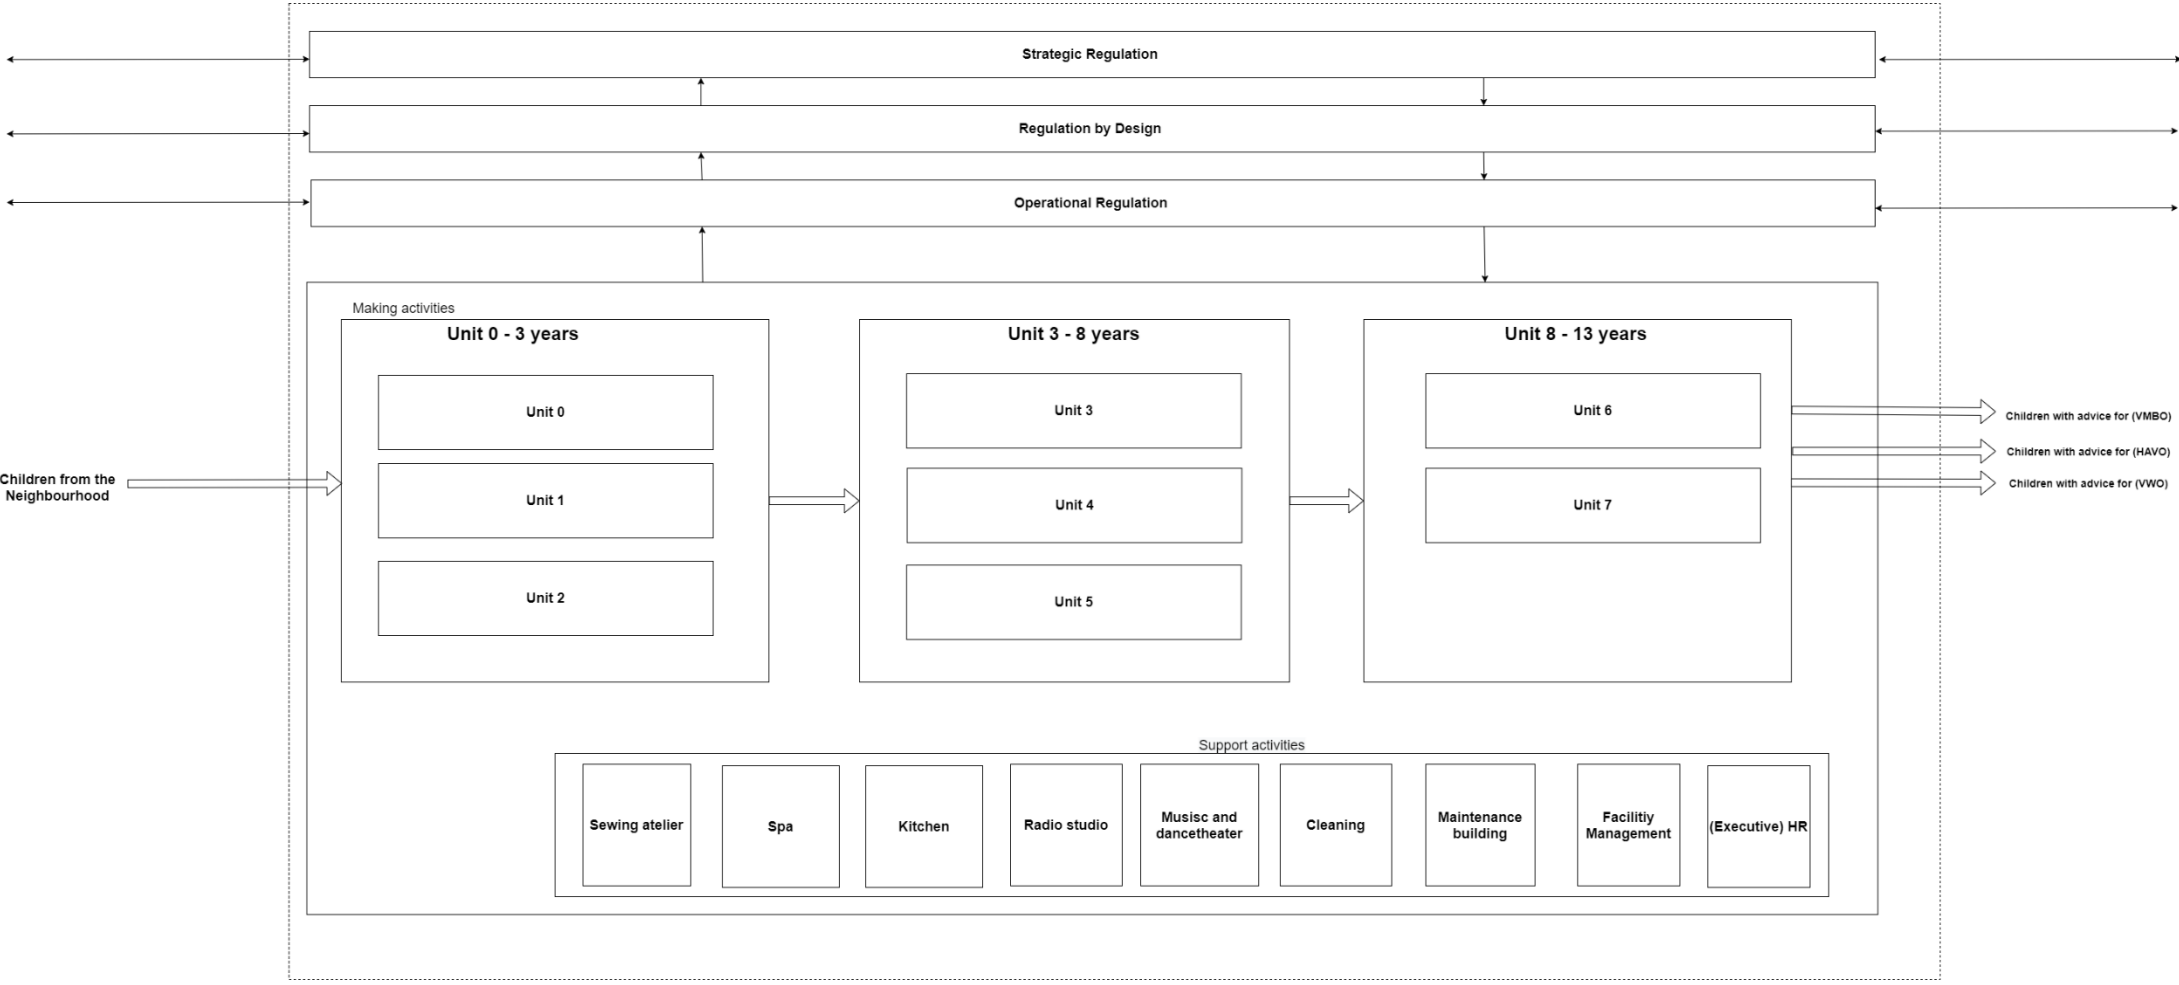 Strategic Regulation
Regulation by Design
Operational Regulation
Making activities
Unit 0 - 3 years
Unit 0
Unit 1
Unit 2
Unit 3 - 8 years
Unit 3
Unit 4
Unit 5
Unit 8 - 13 years
Unit 6
Unit 7
Children from the
Neighbourhood
Children with advice for (VMBO)
Children with advice for (HAVO)
Children with advice for (VWO)
Support activities
Sewing atelier
Spa
Kitchen
Radio studio
Musisc and
dancetheater
Cleaning
Maintenance
building
Facilitiy
Management
(Executive) HR